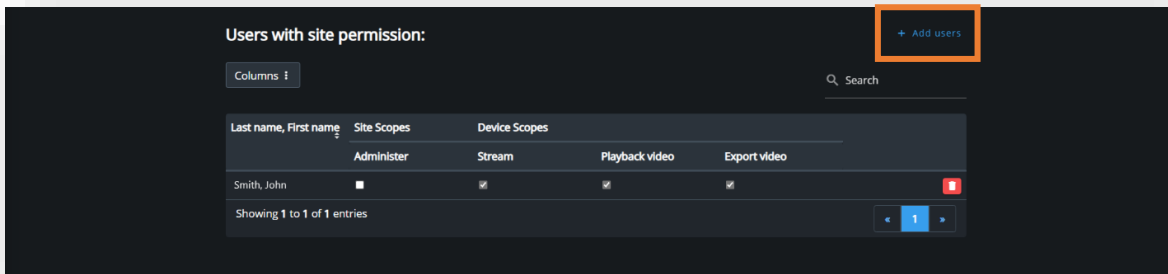 Users with site permission:
+ Add users
Columns
Search
Last name, First name Site Scopes Device Scopes
Administer Stream Playback video Export video
Smith, John
Showing 1 to 1 of 1 entries
« 1 »